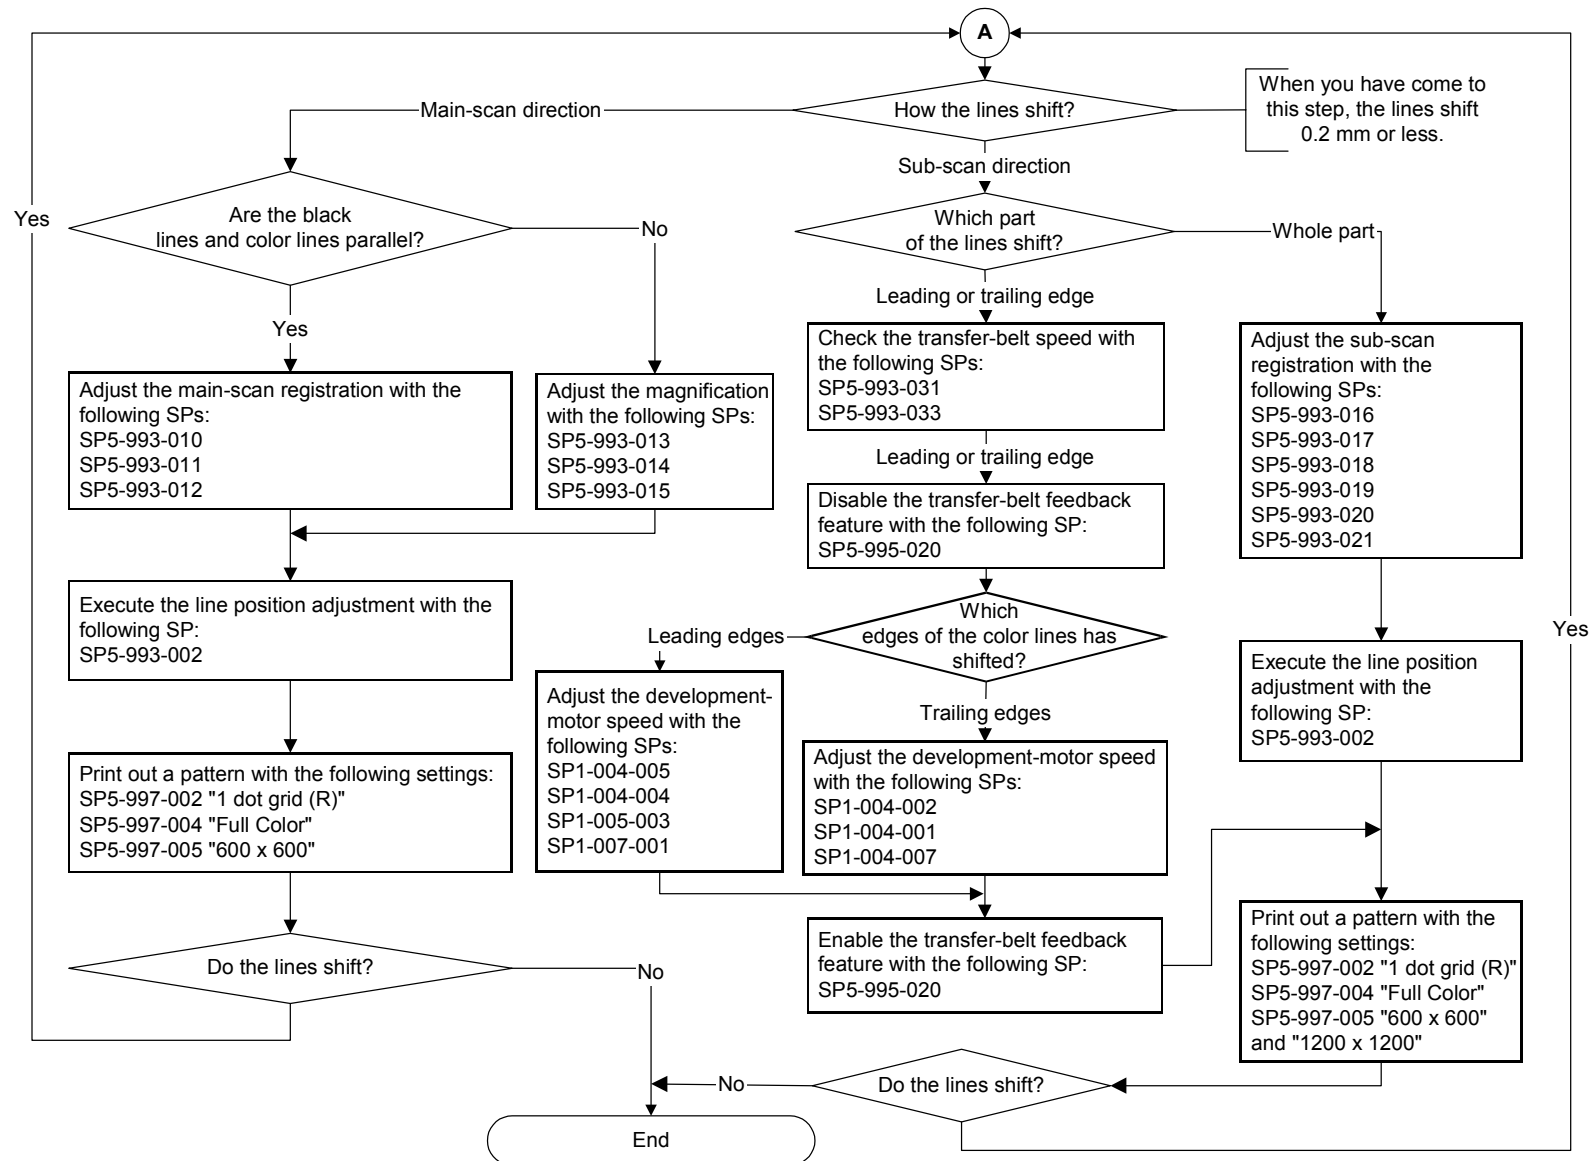 A
How the lines shift?
When you have come to
this step, the lines shift
0.2 mm or less.
Main-scan direction
Sub-scan direction
Yes
Are the black
lines and color lines parallel?
No
Yes
Adjust the main-scan registration with the
following SPs:
SP5-993-010
SP5-993-011
SP5-993-012
Adjust the magnification
with the following SPs:
SP5-993-013
SP5-993-014
SP5-993-015
Execute the line position adjustment with the
following SP:
SP5-993-002
Print out a pattern with the following settings:
SP5-997-002 "1 dot grid (R)"
SP5-997-004 "Full Color"
SP5-997-005 "600 x 600"
Do the lines shift?
No
Which part
of the lines shift?
Whole part
Leading or trailing edge
Check the transfer-belt speed with
the following SPs:
SP5-993-031
SP5-993-033
Leading or trailing edge
Disable the transfer-belt feedback
feature with the following SP:
SP5-995-020
Which
edges of the color lines has
shifted?
Leading edges
Adjust the development-
motor speed with the
following SPs:
SP1-004-005
SP1-004-004
SP1-005-003
SP1-007-001
Trailing edges
Adjust the development-motor speed
with the following SPs:
SP1-004-002
SP1-004-001
SP1-004-007
Enable the transfer-belt feedback
feature with the following SP:
SP5-995-020
Adjust the sub-scan
registration with the
following SPs:
SP5-993-016
SP5-993-017
SP5-993-018
SP5-993-019
SP5-993-020
SP5-993-021
Execute the line position
adjustment with the
following SP:
SP5-993-002
Print out a pattern with the
following settings:
SP5-997-002 "1 dot grid (R)"
SP5-997-004 "Full Color"
SP5-997-005 "600 x 600"
and "1200 x 1200"
Yes
Do the lines shift?
No
End